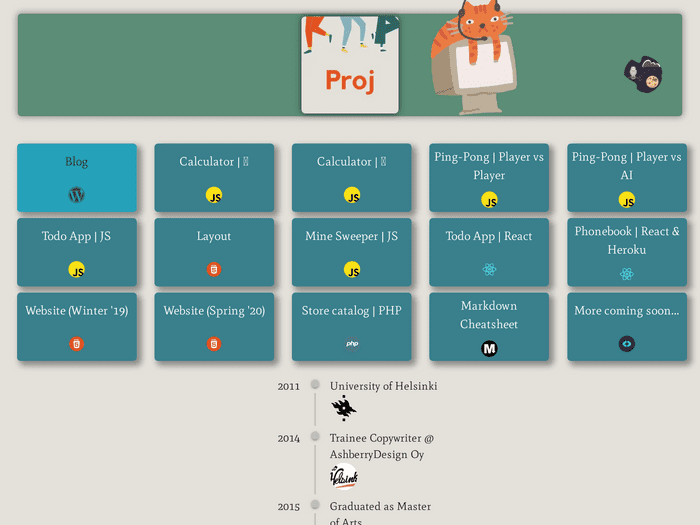 Proj
Blog
Calculator |
Calculator |
Ping-Pong | Player vs
Player
Ping-Pong | Player vs
AI
JS
JS
JS
JS
Todo App | JS
Layout
Mine Sweeper | JS
Todo App | React
Phonebook | React &
Heroku
JS
JS
Website (Winter '19)
Website (Spring '20)
Store catalog | PHP
Markdown
Cheatsheet
More coming soon...
php
M
2011
University of Helsinki
2014
Trainee Copywriter @
AshberryDesign Oy
Helsinki
2015
Graduated as Master
of Arts